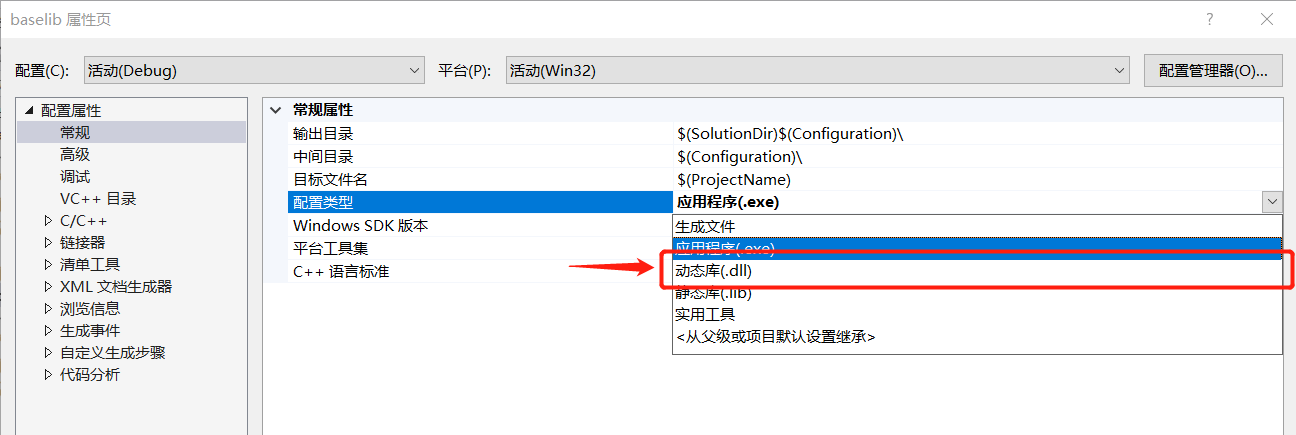 baselib 属性页
配置(C): 活动(Debug) 平台(P): 活动(Win32) 配置管理器(O)...
配置属性
常规
高级
调试
VC++ 目录
C/C++
链接器
清单工具
XML 文档生成器
浏览信息
生成事件
自定义生成步骤
代码分析
常规属性
输出目录 $(SolutionDir)$(Configuration)\
中间目录 $(Configuration)\
目标文件名 $(ProjectName)
配置类型 应用程序(.exe)
Windows SDK 版本
平台工具集
C++ 语言标准
生成文件
应用程序(.exe)
动态库(.dll)
静态库(.lib)
实用工具
<从父级或项目默认设置继承>